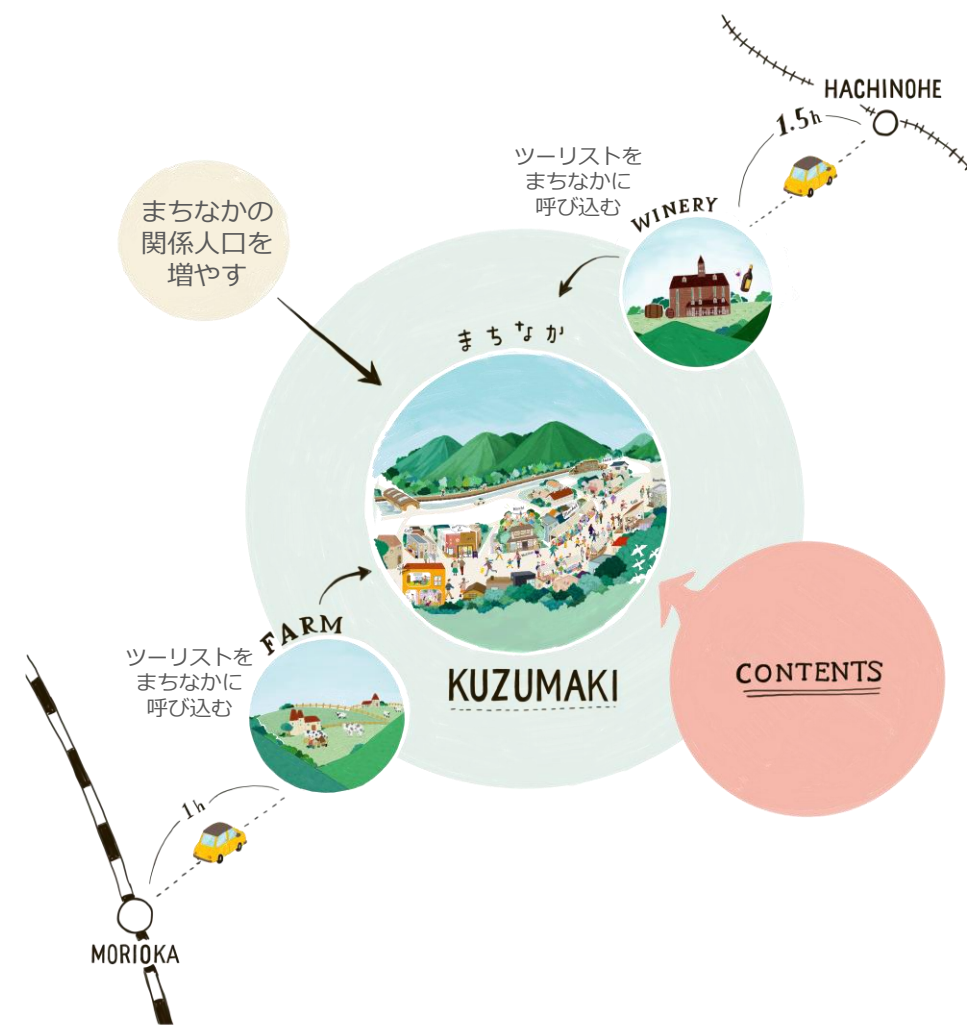 HACHINOHE
1.5h
ツーリストを
まちなかに
呼び込む
WINERY
まちなかの
関係人口を
増やす
まちなか
KUZUMAKI
CONTENTS
FARM
ツーリストを
まちなかに
呼び込む
1h
MORIOKA